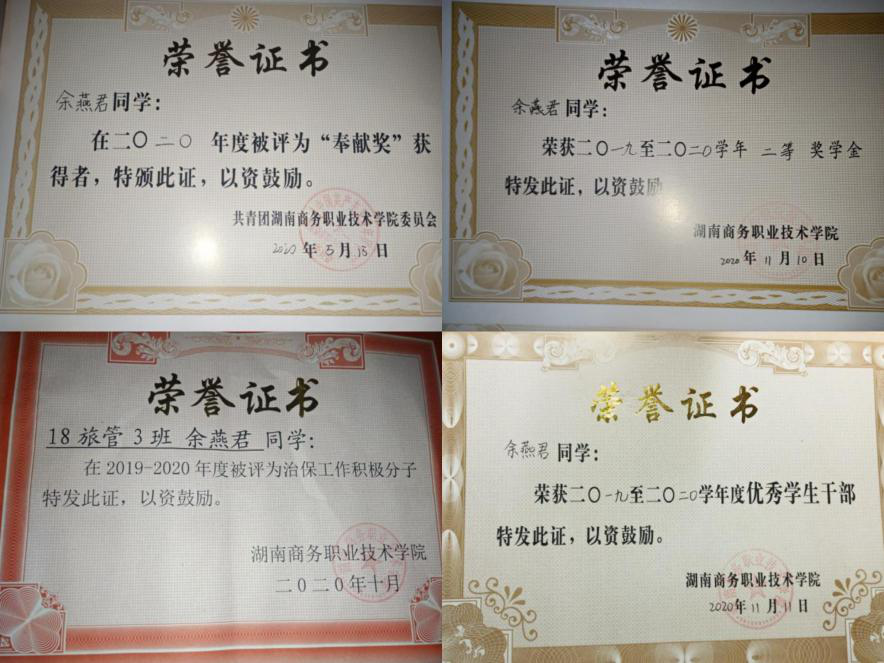 荣誉证书
余燕君同学：
在二〇二〇 年度被评为“奉献奖”获
得者，特颁此证，以资鼓励。
共青团湖南商务职业技术学院委员会
2020年5月13日
荣誉证书
余燕君同学：
荣获二〇一九至二〇二〇学年 二等 奖学金
特发此证，以资鼓励
湖南商务职业技术学院
2020年11月10日
荣誉证书
18 旅管 3 班 余燕君 同学：
在 2019-2020 年度被评为治保工作积极分子
特发此证，以资鼓励。
湖南商务职业技术学院
二〇二〇年十月
荣誉证书
余燕君同学：
荣获二〇一九至二〇二〇学年度优秀学生干部
特发此证，以资鼓励。
湖南商务职业技术学院
2020年11月11日